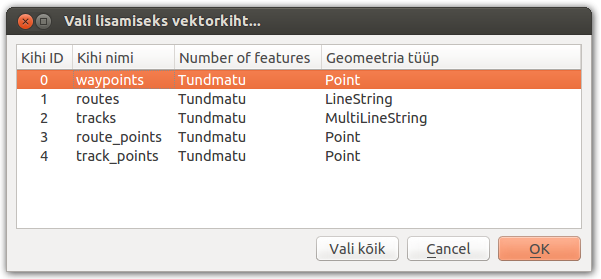 Vali lisamiseks vektorkiht...
Kihi ID Kihi nimi Number of features Geomeetria tüüp
0 waypoints Tundmatu Point
1 routes Tundmatu LineString
2 tracks Tundmatu MultiLineString
3 route_points Tundmatu Point
4 track_points Tundmatu Point
Vali kõik Cancel OK